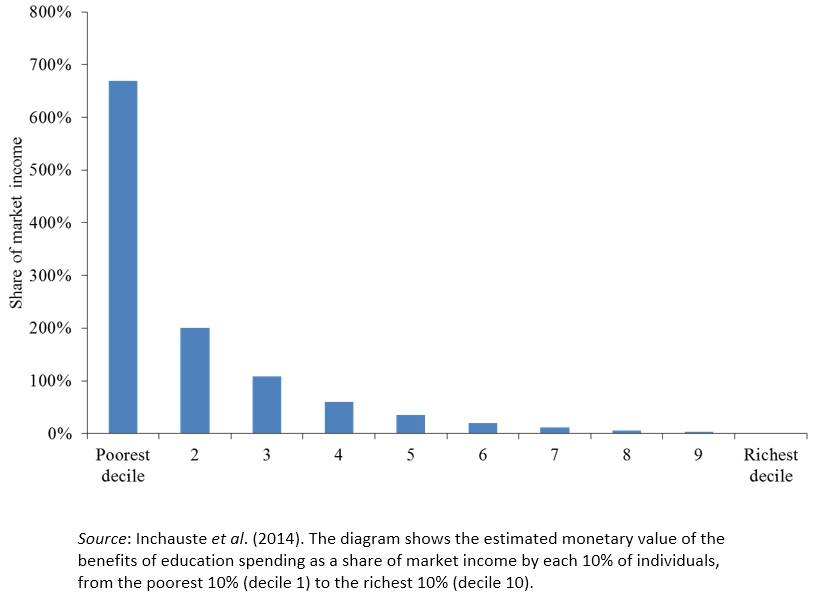 800%
700%
600%
500%
400%
300%
200%
100%
0%
Share of market income
Poorest decile
2
3
4
5
6
7
8
9
Richest decile
Source: Inchauste et al. (2014). The diagram shows the estimated monetary value of the
benefits of education spending as a share of market income by each 10% of individuals,
from the poorest 10% (decile 1) to the richest 10% (decile 10).